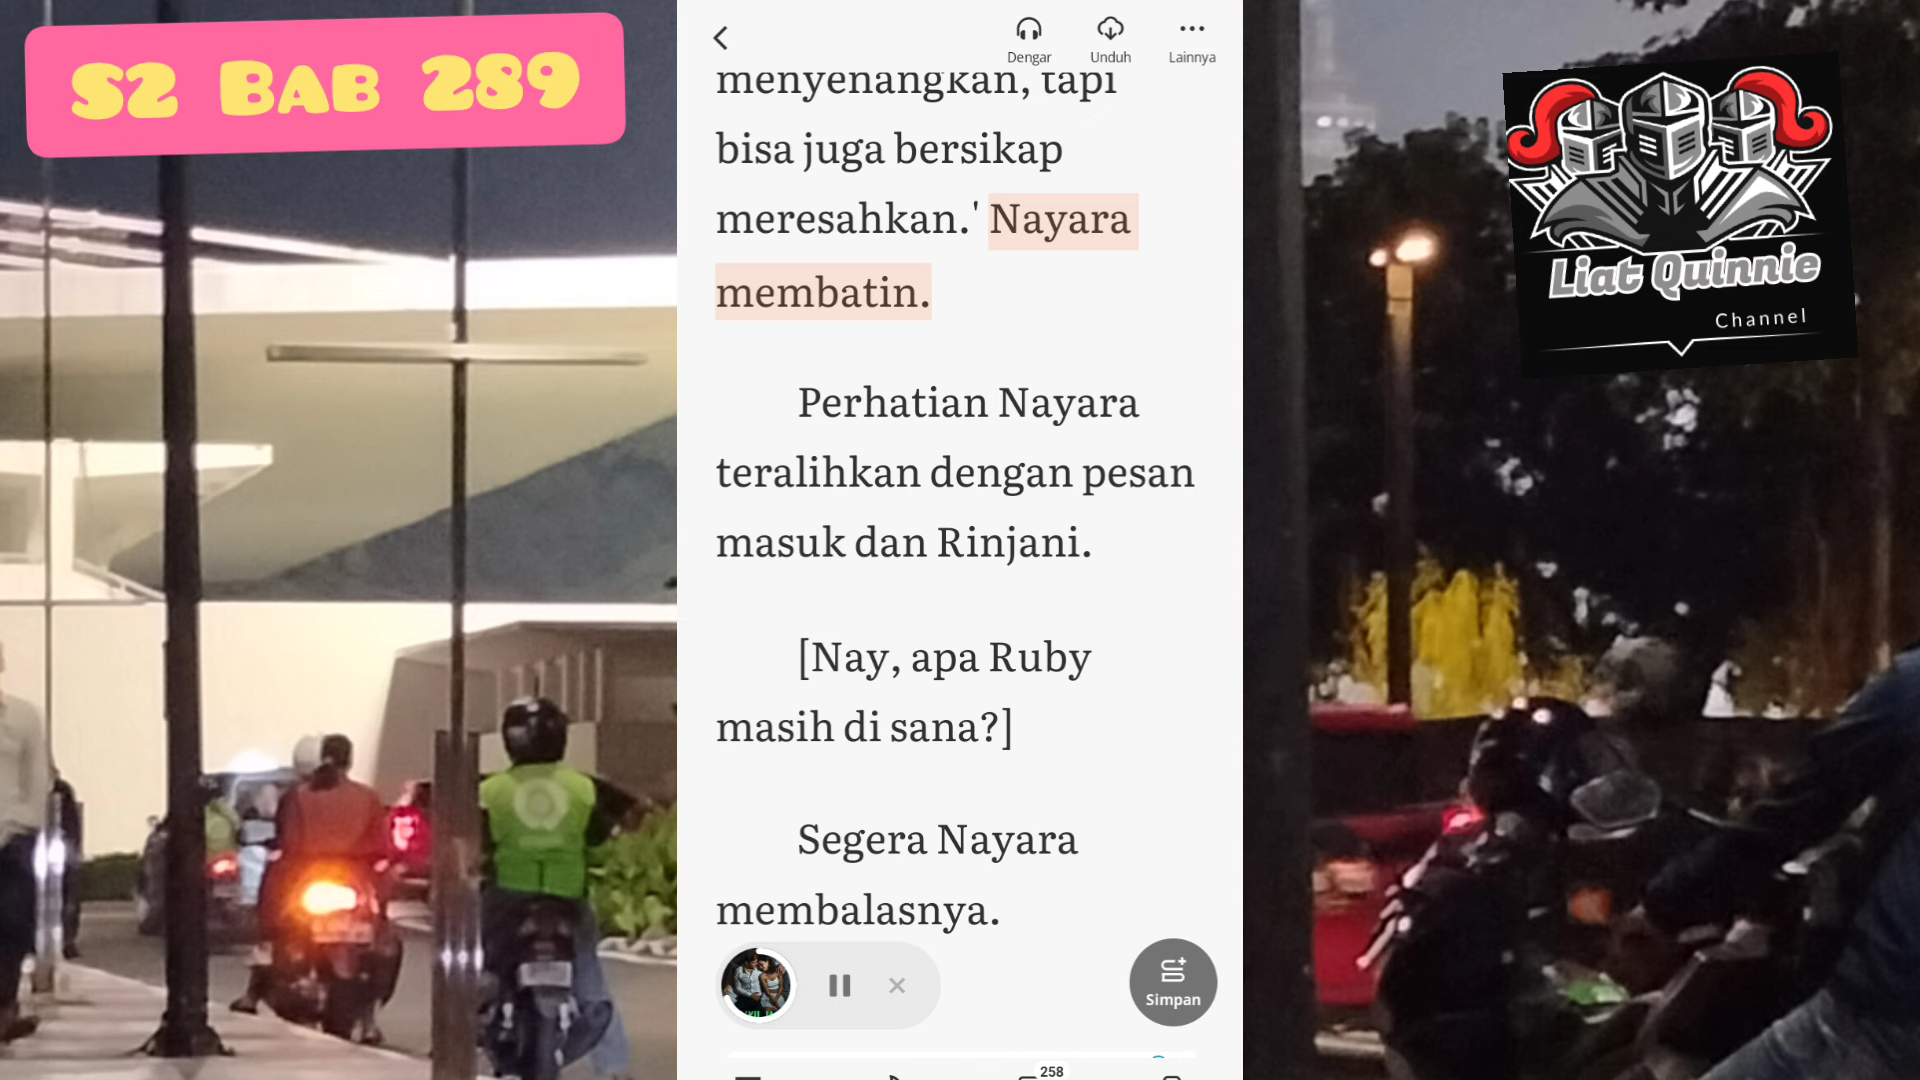 S2 BAB 289
Dengar
Unduh
Lainnya
menyenangkan, tapi
bisa juga bersikap
meresahkan.' Nayara
membatin.
Perhatian Nayara
teralihkan dengan pesan
masuk dan Rinjani.
[Nay, apa Ruby
masih di sana?]
Segera Nayara
membalasnya.
Simpan
258
Liat Quinnie
Channel